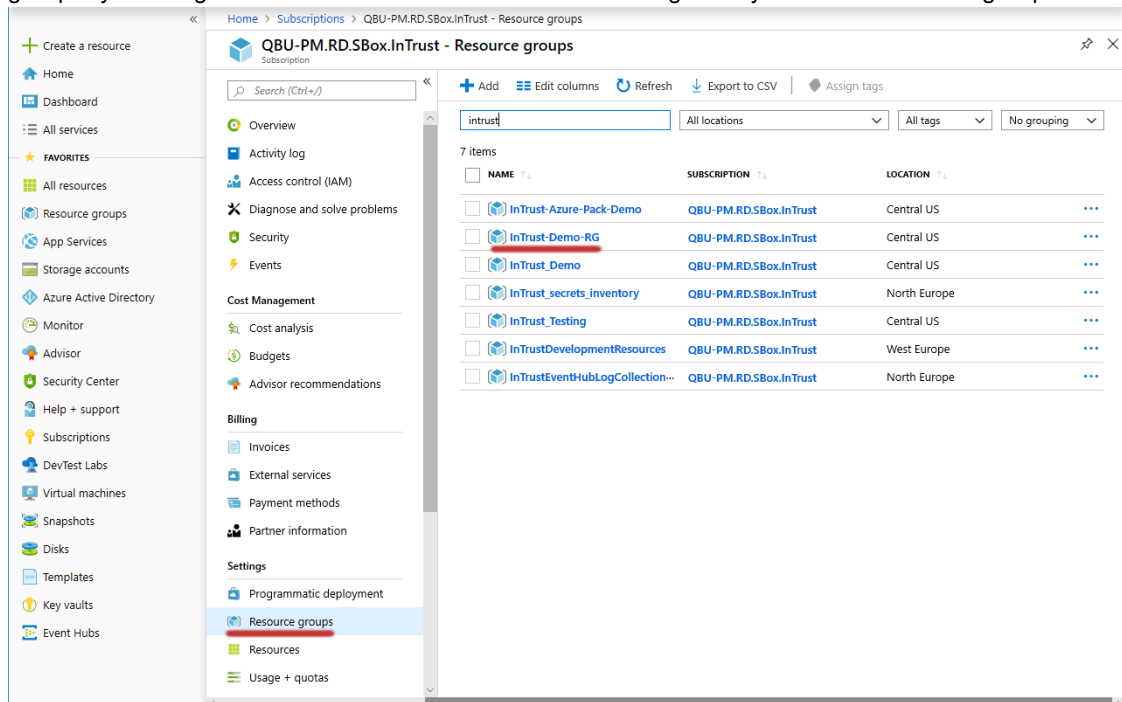 Home > Subscriptions > QBU-PM.RD.SBox.InTrust - Resource groups
Create a resource
Home
Dashboard
All services
FAVORITES
All resources
Resource groups
App Services
Storage accounts
Azure Active Directory
Monitor
Advisor
Security Center
Help + support
Subscriptions
DevTest Labs
Virtual machines
Snapshots
Disks
Templates
Key vaults
Event Hubs
QBU-PM.RD.SBox.InTrust - Resource groups
Subscription
Search (Ctrl+/)
Overview
Activity log
Access control (IAM)
Diagnose and solve problems
Security
Events
Cost Management
Cost analysis
Budgets
Advisor recommendations
Billing
Invoices
External services
Payment methods
Partner information
Settings
Programmatic deployment
Resource groups
Resources
Usage + quotas
Add Edit columns Refresh Export to CSV Assign tags
intrust All locations All tags No grouping
7 items
NAME SUBSCRIPTION LOCATION
InTrust-Azure-Pack-Demo QBU-PM.RD.SBox.InTrust Central US
InTrust-Demo-RG QBU-PM.RD.SBox.InTrust Central US
InTrust_Demo QBU-PM.RD.SBox.InTrust Central US
InTrust_secrets_inventory QBU-PM.RD.SBox.InTrust North Europe
InTrust_Testing QBU-PM.RD.SBox.InTrust Central US
InTrustDevelopmentResources QBU-PM.RD.SBox.InTrust West Europe
InTrustEventHubLogCollection··· QBU-PM.RD.SBox.InTrust North Europe